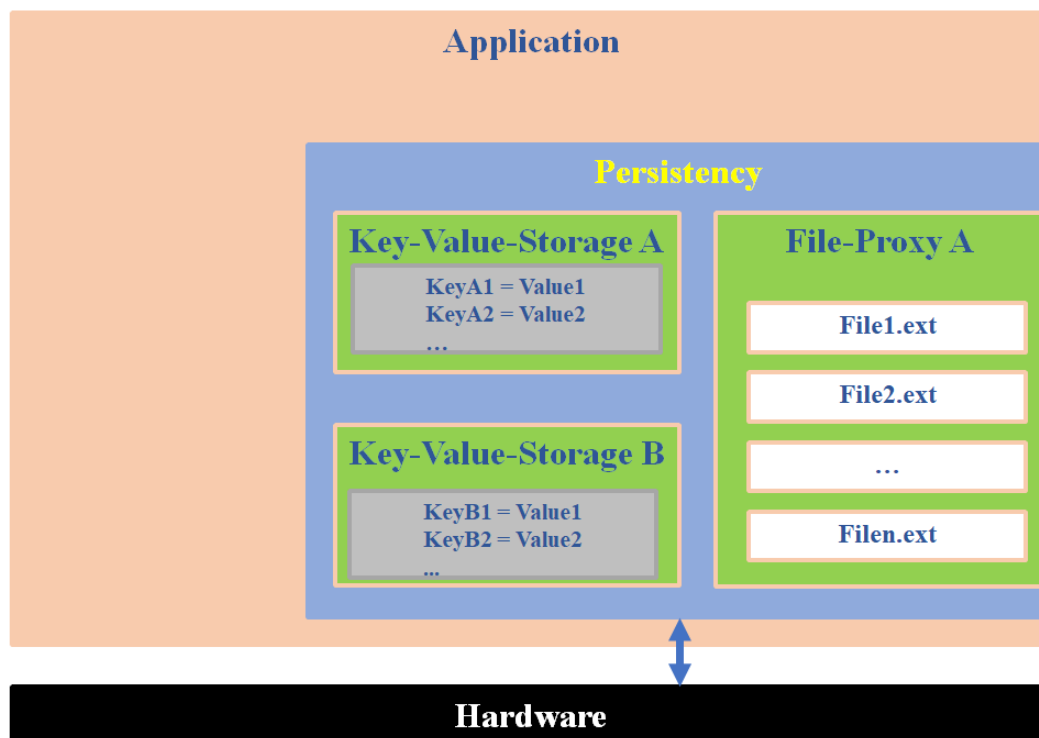 Application
Persistency
Key-Value-Storage A
KeyA1 = Value1
KeyA2 = Value2
…
Key-Value-Storage B
KeyB1 = Value1
KeyB2 = Value2
...
File-Proxy A
File1.ext
File2.ext
…
Filen.ext
Hardware